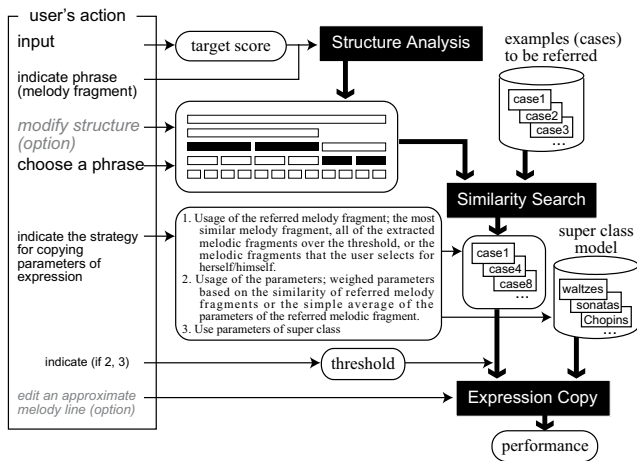 user's action
input
target score
Structure Analysis
examples (cases)
to be referred
indicate phrase
(melody fragment)
case1
case2
case3
...
modify structure
(option)
choose a phrase
Similarity Search
indicate the strategy
for copying
parameters of
expression
1. Usage of the referred melody fragment; the most
similar melody fragment, all of the extracted
melodic fragments over the threshold, or the
melodic fragments that the user selects for
herself/himself.
2. Usage of the parameters; weighed parameters
based on the similarity of referred melody
fragments or the simple average of the
parameters of the referred melodic fragment.
3. Use parameters of super class
case1
case4
case8
...
super class
model
waltzes
sonatas
Chopins
...
indicate (if 2, 3)
threshold
edit an approximate
melody line (option)
Expression Copy
performance